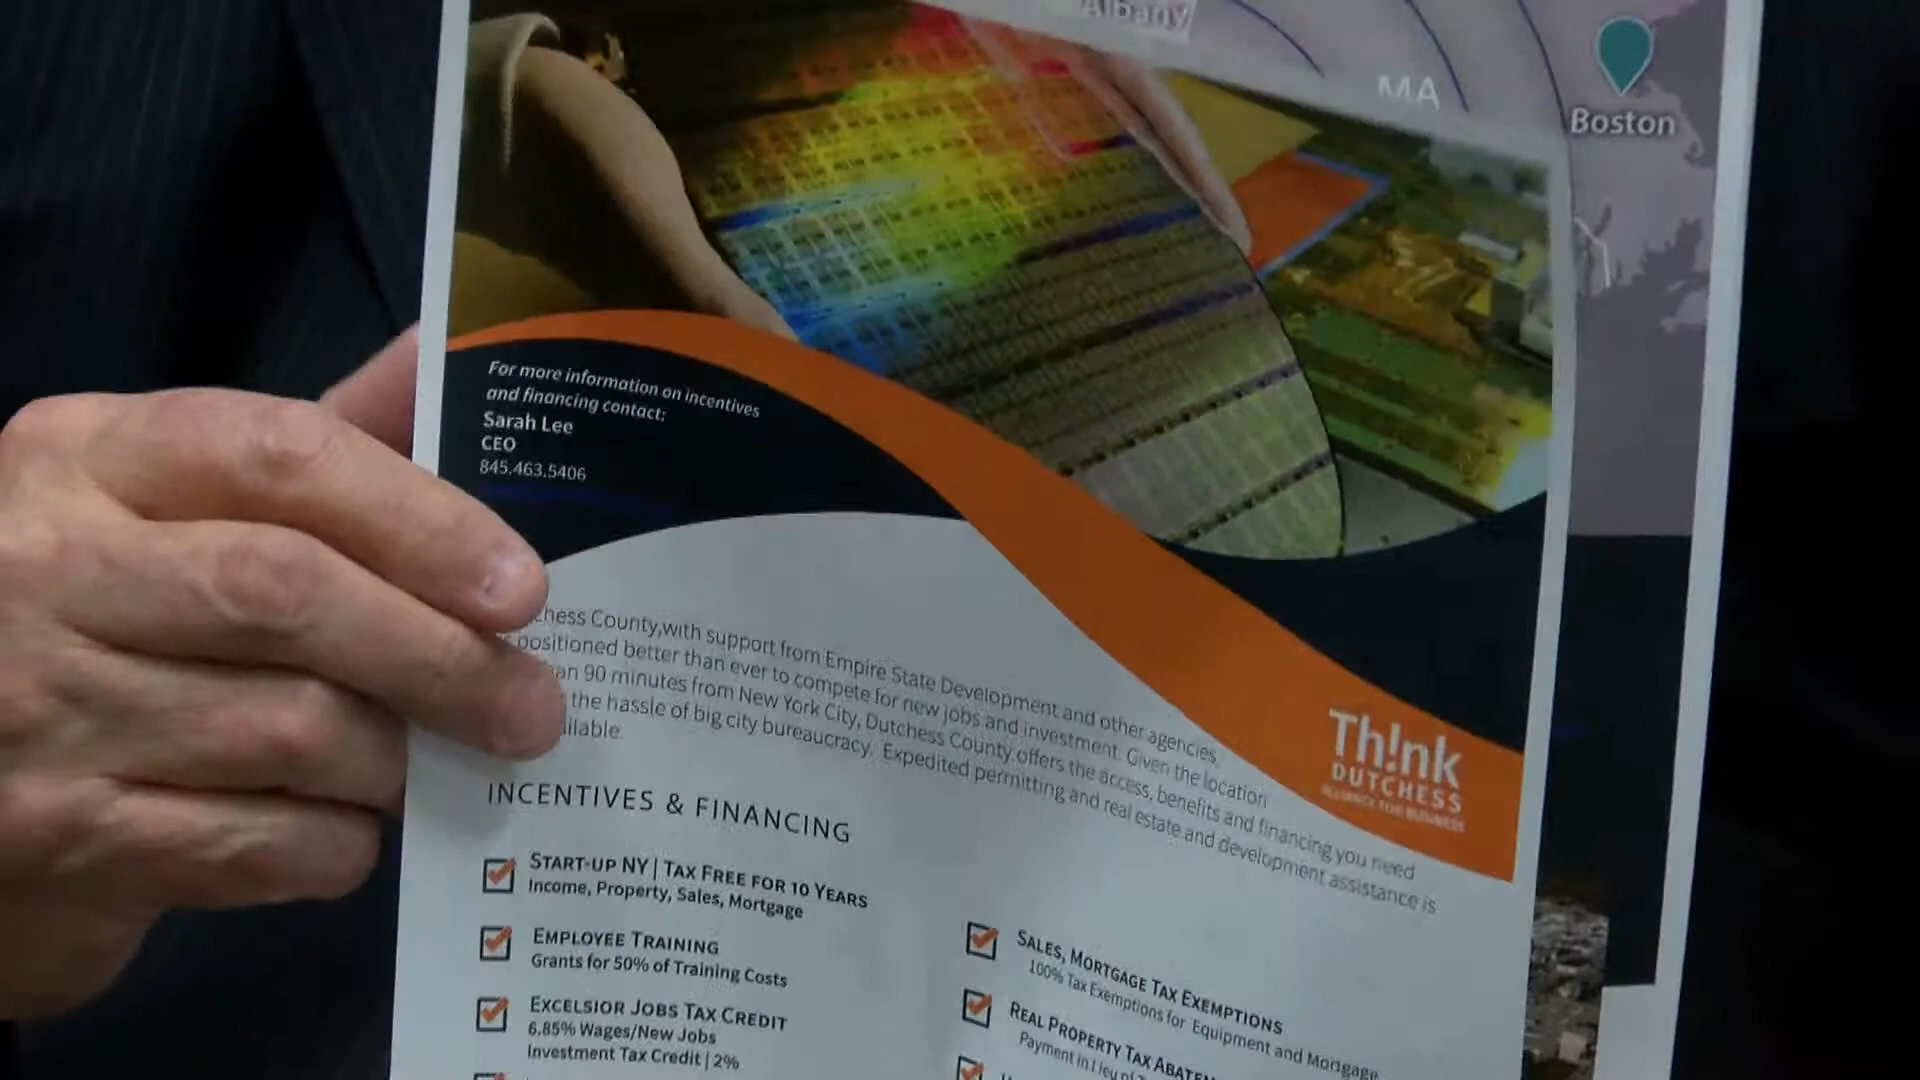 Albany
MA
Boston
For more information on incentives
and financing contact:
Sarah Lee
CEO
845.463.5406
chess County,with support from Empire State Development and other agencies,
positioned better than ever to compete for new jobs and investment. Given the location
an 90 minutes from New York City, Dutchess County offers the access, benefits and financing you need
the hassle of big city bureaucracy. Expedited permitting and real estate and development assistance is
ilable.
Th!nk
DUTCHESS
ALLIANCE FOR BUSINESS
INCENTIVES & FINANCING
START-UP NY | TAX FREE FOR 10 YEARS
Income, Property, Sales, Mortgage
EMPLOYEE TRAINING
Grants for 50% of Training Costs
EXCELSIOR JOBS TAX CREDIT
6.85% Wages/New Jobs
Investment Tax Credit | 2%
SALES, MORTGAGE TAX EXEMPTIONS
100% Tax Exemptions for Equipment and Mortgage
REAL PROPERTY TAX ABATEM
Payment in Lieu of